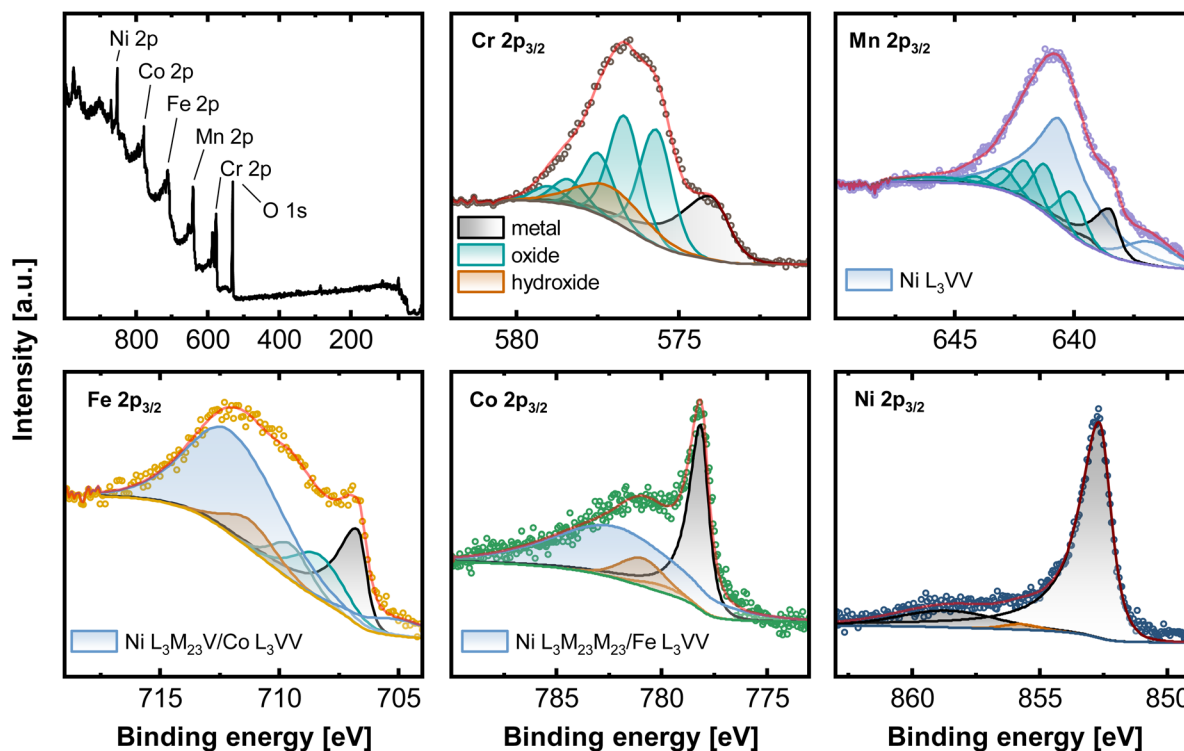 Intensity [a.u.]
Ni 2p
Co 2p
Fe 2p
Mn 2p
Cr 2p
O 1s
800 600 400 200
Cr 2p3/2
metal
oxide
hydroxide
580 575
Mn 2p3/2
Ni L3VV
645 640
Fe 2p3/2
Ni L3M23V/Co L3VV
715 710 705
Binding energy [eV]
Co 2p3/2
Ni L3M23M23/Fe L3VV
785 780 775
Binding energy [eV]
Ni 2p3/2
860 855 850
Binding energy [eV]